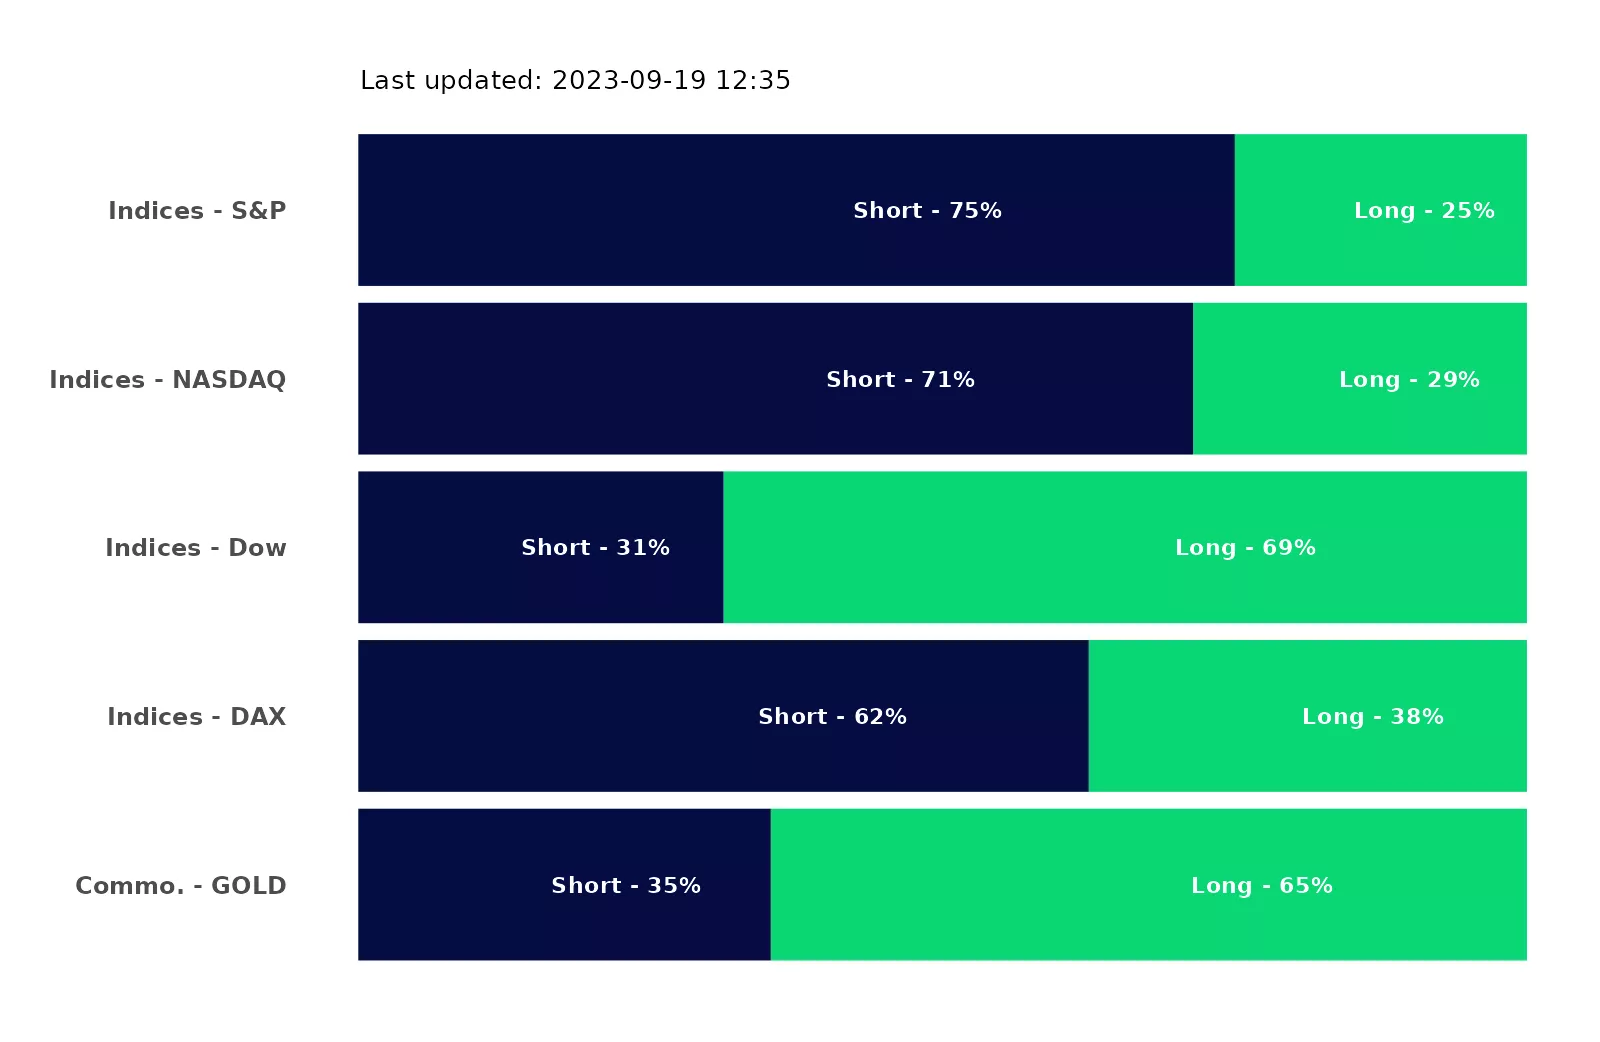 Last updated: 2023-09-19 12:35
Indices - S&P Short - 75% Long - 25%
Indices - NASDAQ Short - 71% Long - 29%
Indices - Dow Short - 31% Long - 69%
Indices - DAX Short - 62% Long - 38%
Commo. - GOLD Short - 35% Long - 65%